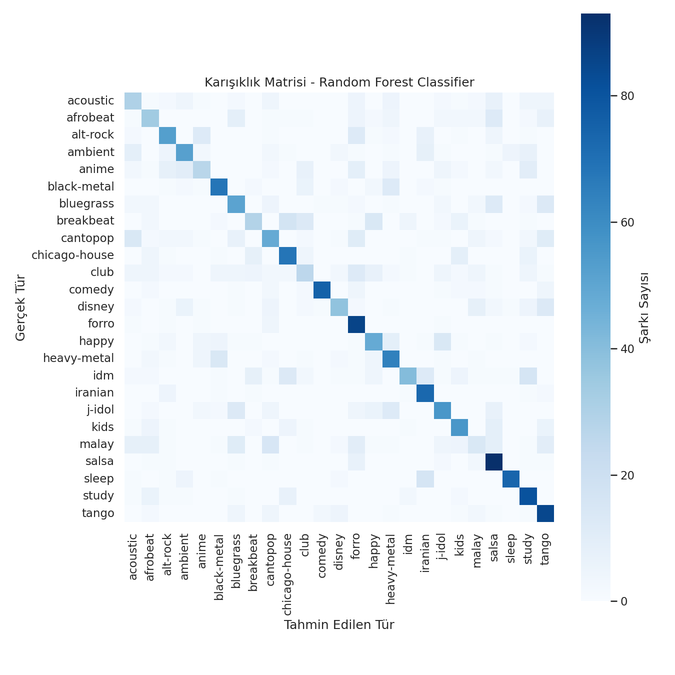 Karışıklık Matrisi - Random Forest Classifier
Gerçek Tür
acoustic
afrobeat
alt-rock
ambient
anime
black-metal
bluegrass
breakbeat
cantopop
chicago-house
club
comedy
disney
forro
happy
heavy-metal
idm
iranian
j-idol
kids
malay
salsa
sleep
study
tango
acoustic
afrobeat
alt-rock
ambient
anime
black-metal
bluegrass
breakbeat
cantopop
chicago-house
club
comedy
disney
forro
happy
heavy-metal
idm
iranian
j-idol
kids
malay
salsa
sleep
study
tango
Tahmin Edilen Tür
80
60
40
20
0
Şarkı Sayısı